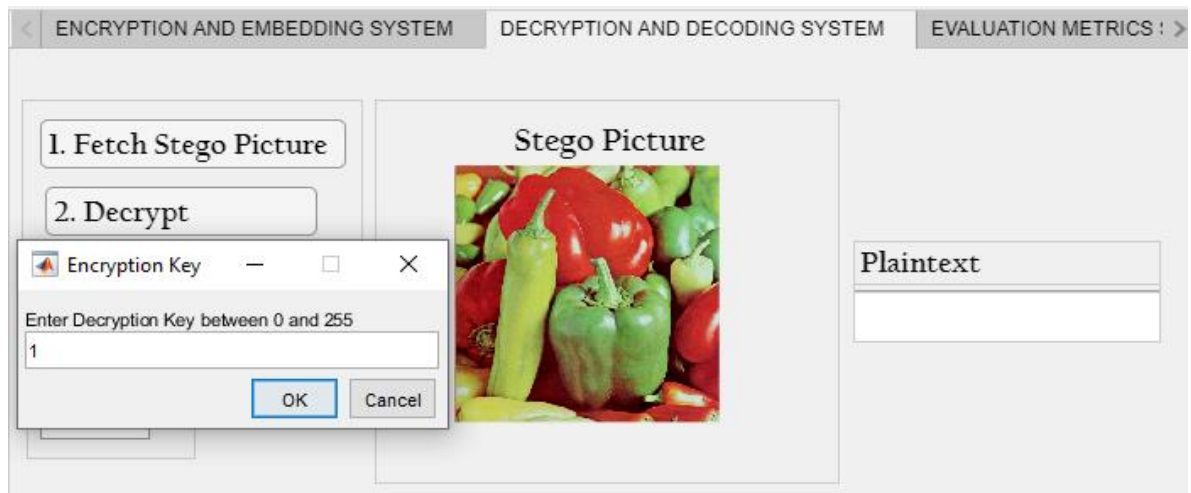 ENCRYPTION AND EMBEDDING SYSTEM
DECRYPTION AND DECODING SYSTEM
EVALUATION METRICS
1. Fetch Stego Picture
2. Decrypt
Encryption Key
Enter Decryption Key between 0 and 255
1
OK
Cancel
Stego Picture
Plaintext